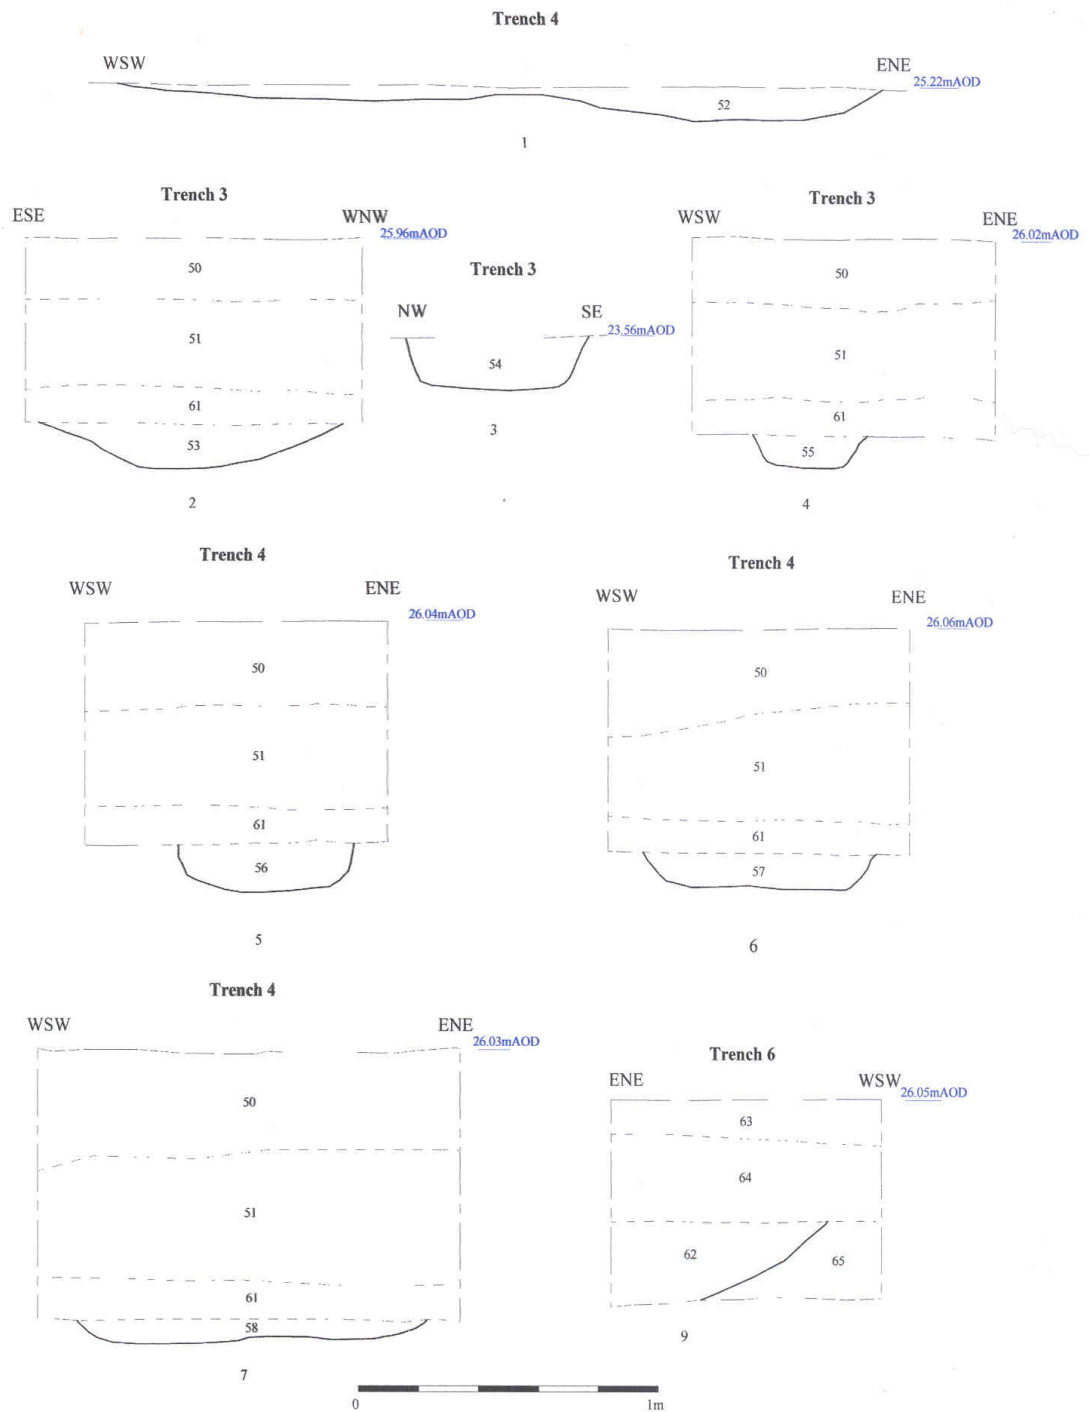 Trench 4
WSW
ENE
25.22mAOD
52
1
Trench 3
ESE
WNW
25.96mAOD
50
51
61
53
2
Trench 3
NW
SE
23.56mAOD
54
3
Trench 3
WSW
ENE
26.02mAOD
50
51
61
55
4
Trench 4
WSW
ENE
26.04mAOD
50
51
61
56
5
Trench 4
WSW
ENE
26.06mAOD
50
51
61
57
6
Trench 4
WSW
ENE
26.03mAOD
50
51
61
58
7
Trench 6
ENE
WSW
26.05mAOD
63
64
62
65
9
0 1m